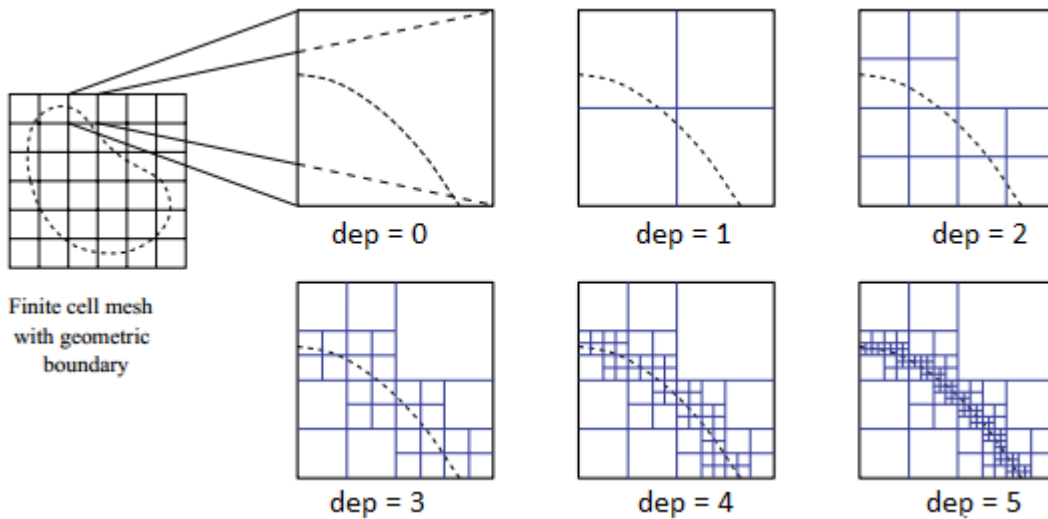 dep = 0
dep = 1
dep = 2
Finite cell mesh
with geometric
boundary
dep = 3
dep = 4
dep = 5